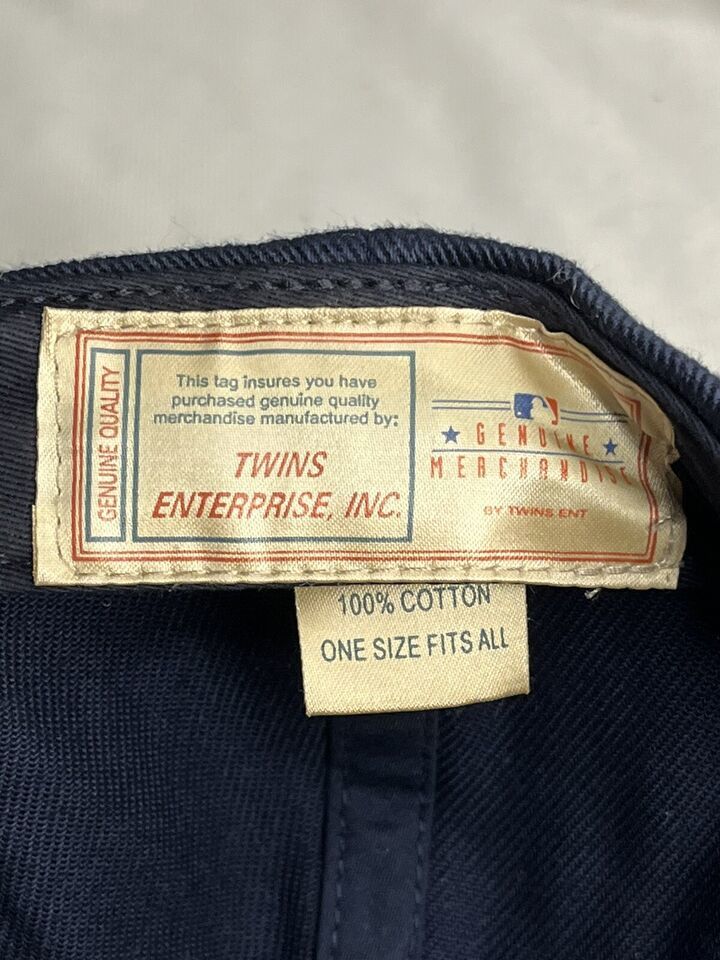 GENUINE QUALITY
This tag insures you have
purchased genuine quality
merchandise manufactured by:
TWINS
ENTERPRISE, INC.
GENUINE
MERCHANDISE
BY TWINS ENT
100% COTTON
ONE SIZE FITS ALL